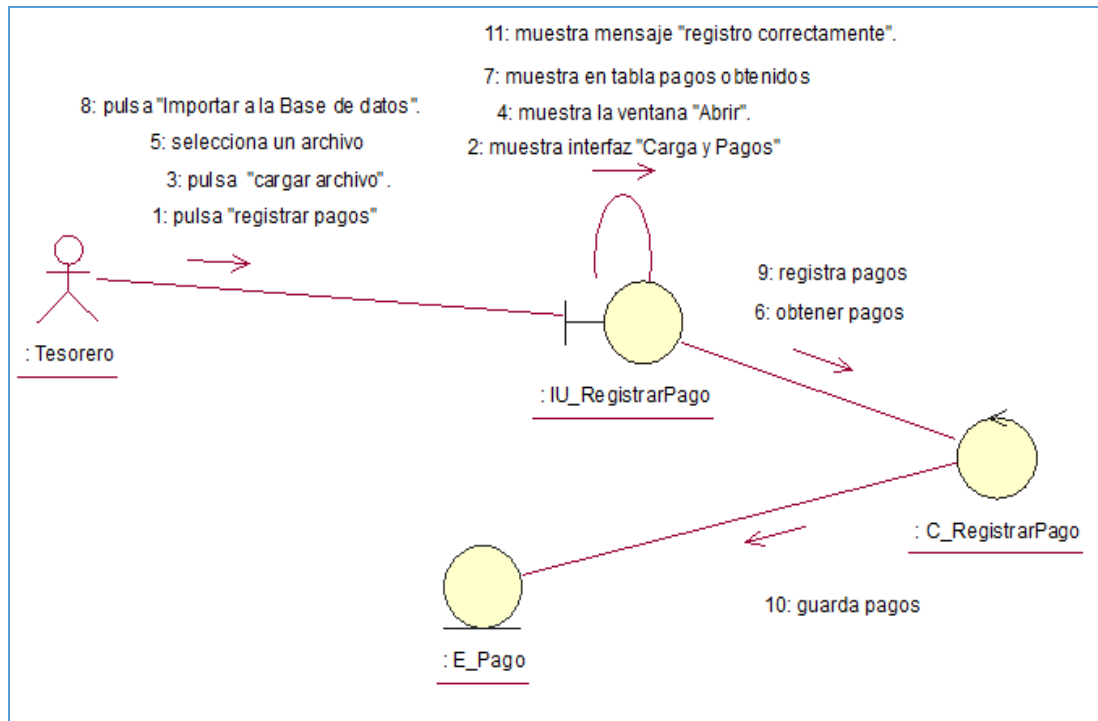 11: muestra mensaje "registro correctamente".
7: muestra en tabla pagos obtenidos
4: muestra la ventana "Abrir".
2: muestra interfaz "Carga y Pagos"
8: pulsa "Importar a la Base de datos".
5: selecciona un archivo
3: pulsa "cargar archivo".
1: pulsa "registrar pagos"
: Tesorero
: IU_RegistrarPago
9: registra pagos
6: obtener pagos
: C_RegistrarPago
10: guarda pagos
: E_Pago